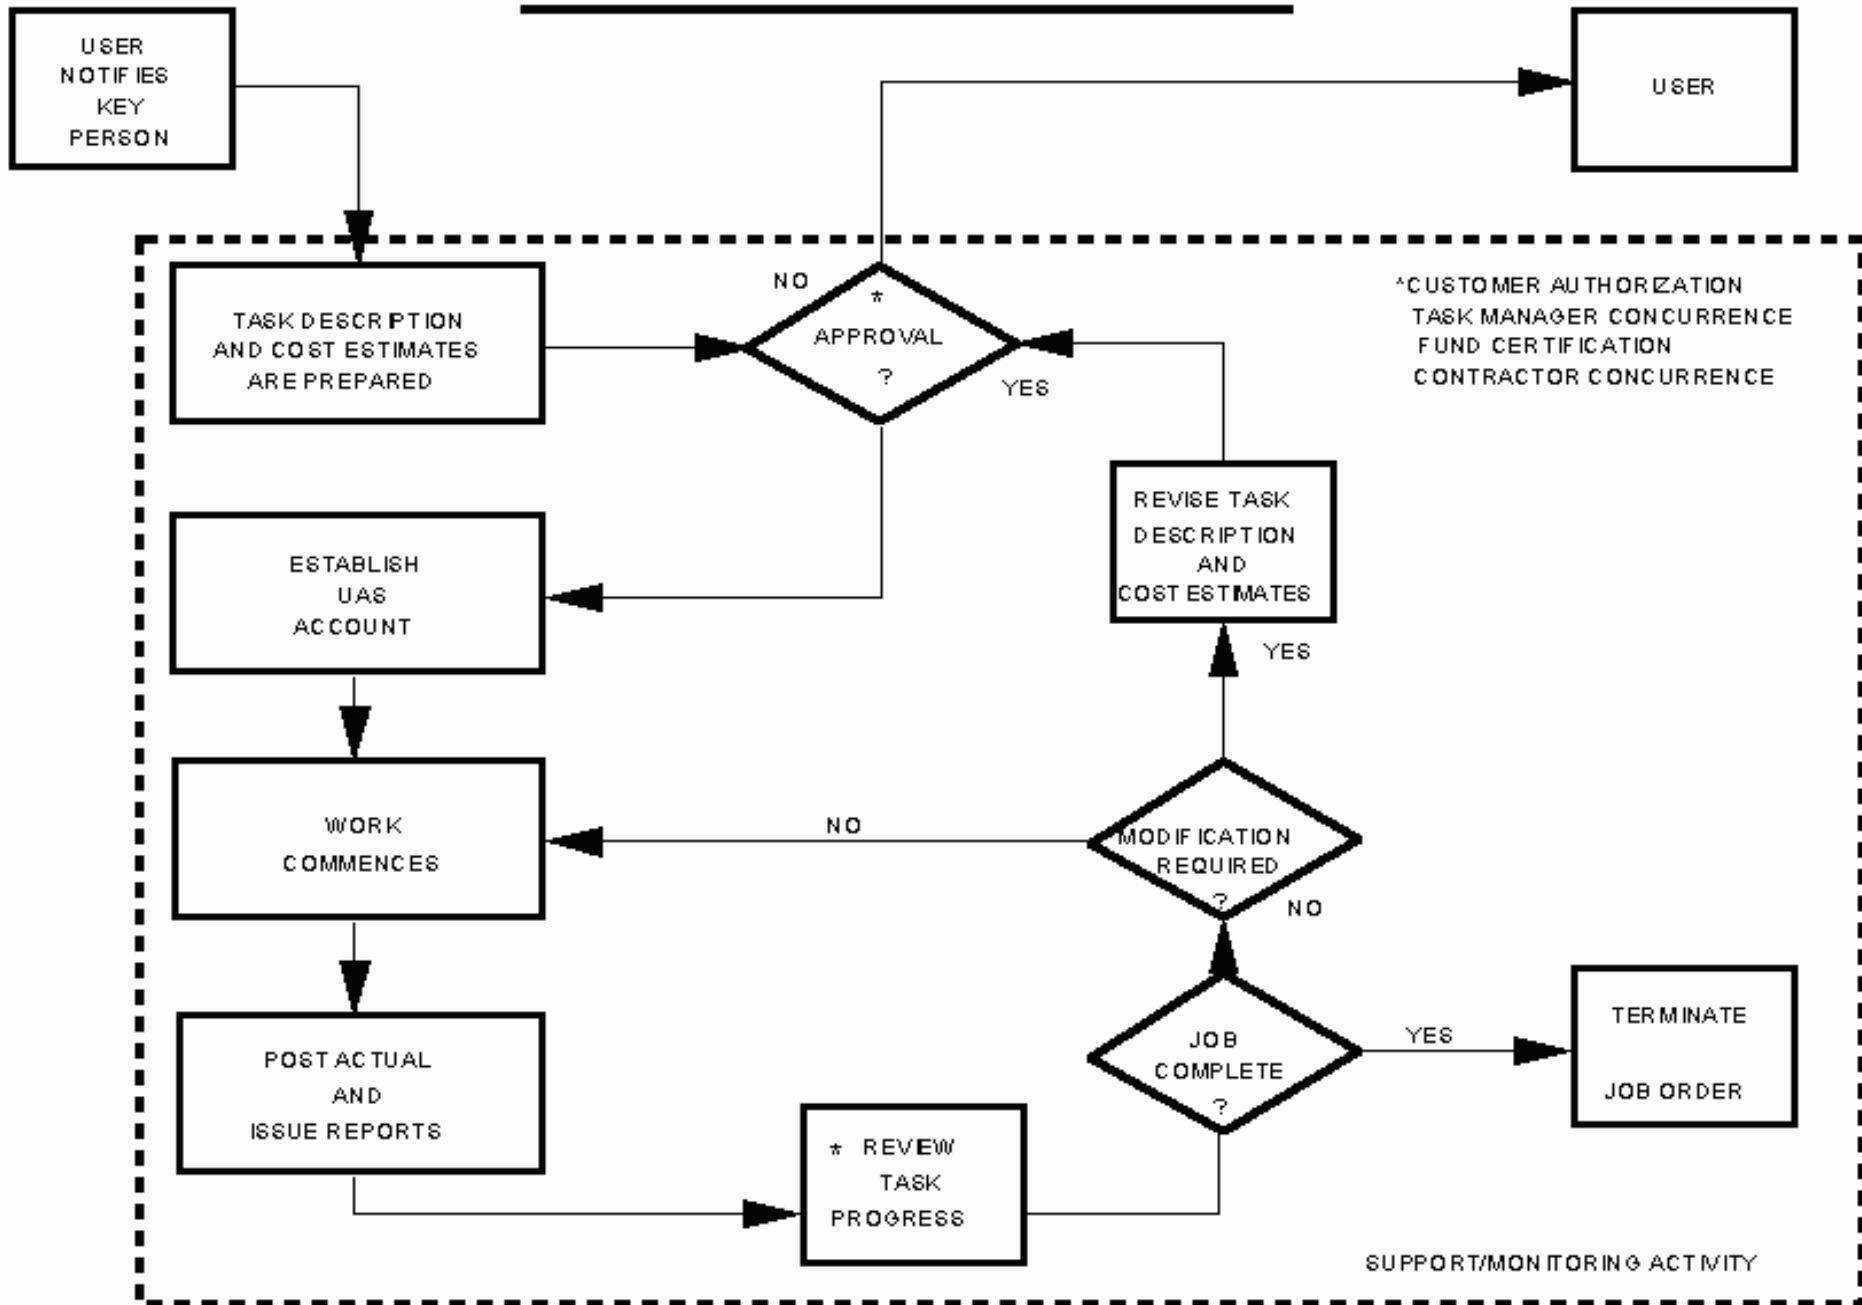 USER
NOTIFIES
KEY
PERSON
USER
NO
*
APPROVAL
?
YES
TASK DESCRIPTION
AND COST ESTIMATES
ARE PREPARED
*CUSTOMER AUTHORIZATION
TASK MANAGER CONCURRENCE
FUND CERTIFICATION
CONTRACTOR CONCURRENCE
REVISE TASK
DESCRIPTION
AND
COST ESTIMATES
YES
ESTABLISH
UAS
ACCOUNT
WORK
COMMENCES
NO
MODIFICATION
REQUIRED
?
NO
POST ACTUAL
AND
ISSUE REPORTS
* REVIEW
TASK
PROGRESS
JOB
COMPLETE
?
YES
TERMINATE
JOB ORDER
SUPPORT/MONITORING ACTIVITY